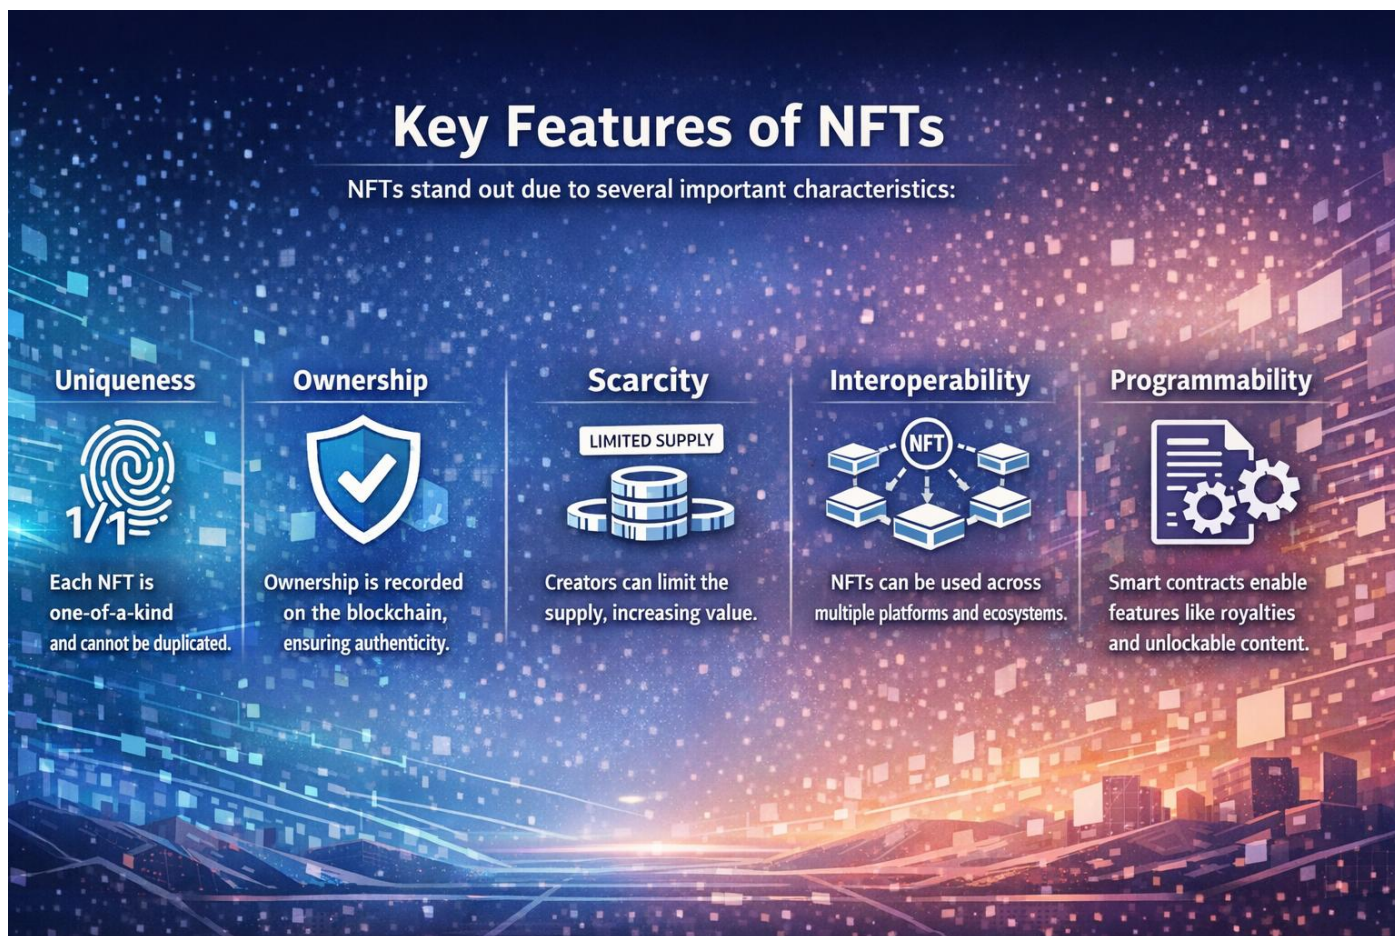 Key Features of NFTs
NFTs stand out due to several important characteristics:
Uniqueness
1/1
Each NFT is
one-of-a-kind
and cannot be duplicated.
Ownership
Ownership is recorded
on the blockchain,
ensuring authenticity.
Scarcity
LIMITED SUPPLY
Creators can limit the
supply, increasing value.
Interoperability
NFT
NFTs can be used across
multiple platforms and ecosystems.
Programmability
Smart contracts enable
features like royalties
and unlockable content.